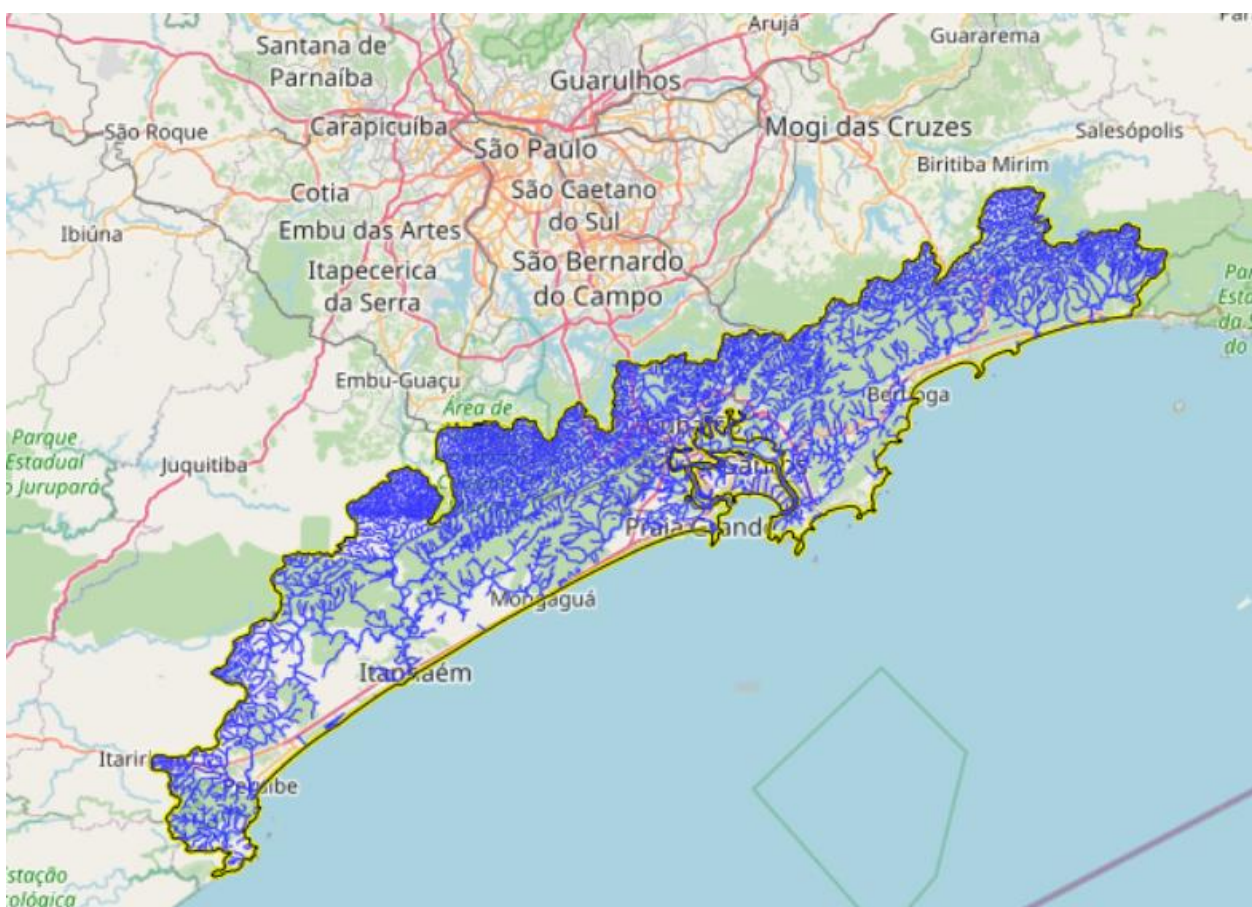 Arujá
Guararema
Santana de
Parnaíba
Guarulhos
São Roque
Carapicuíba
Mogi das Cruzes
Salesópolis
São Paulo
Biritiba Mirim
Cotia
São Caetano
do Sul
Ibiúna
Embu das Artes
Itapecerica
da Serra
São Bernardo
do Campo
Embu-Guaçu
Área de
Parque
Estadual
Jurupará
Juquitiba
Praia Grande
Mongaguá